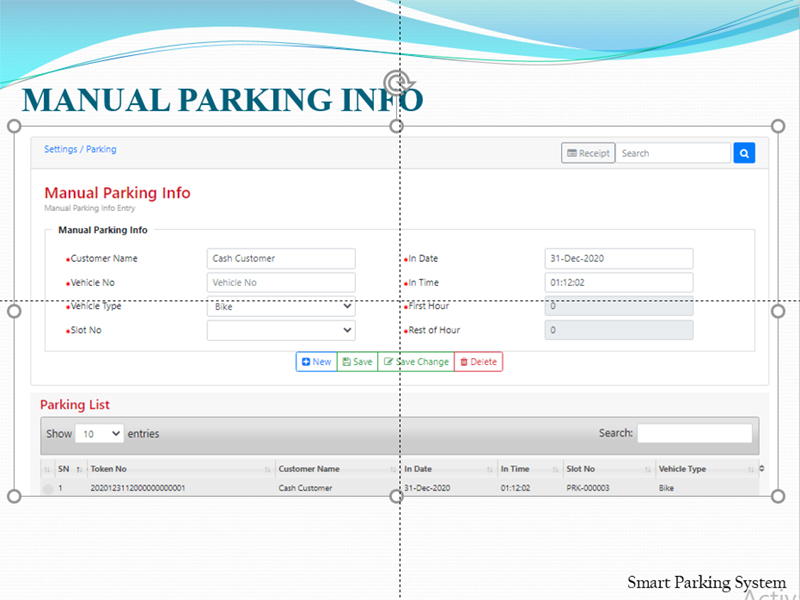 MANUAL PARKING INFO
Settings / Parking
Receipt Search
Manual Parking Info
Manual Parking Info Entry
Manual Parking Info
Customer Name Cash Customer In Date 31-Dec-2020
Vehicle No Vehicle No In Time 01:12:02
Vehicle Type Bike First Hour 0
Slot No Rest of Hour 0
New Save Save Change Delete
Parking List
Show 10 entries Search:
SN Token No Customer Name In Date In Time Slot No Vehicle Type
1 Cash Customer 31-Dec-2020 01:12:02 PRK-000003 Bike
Smart Parking System